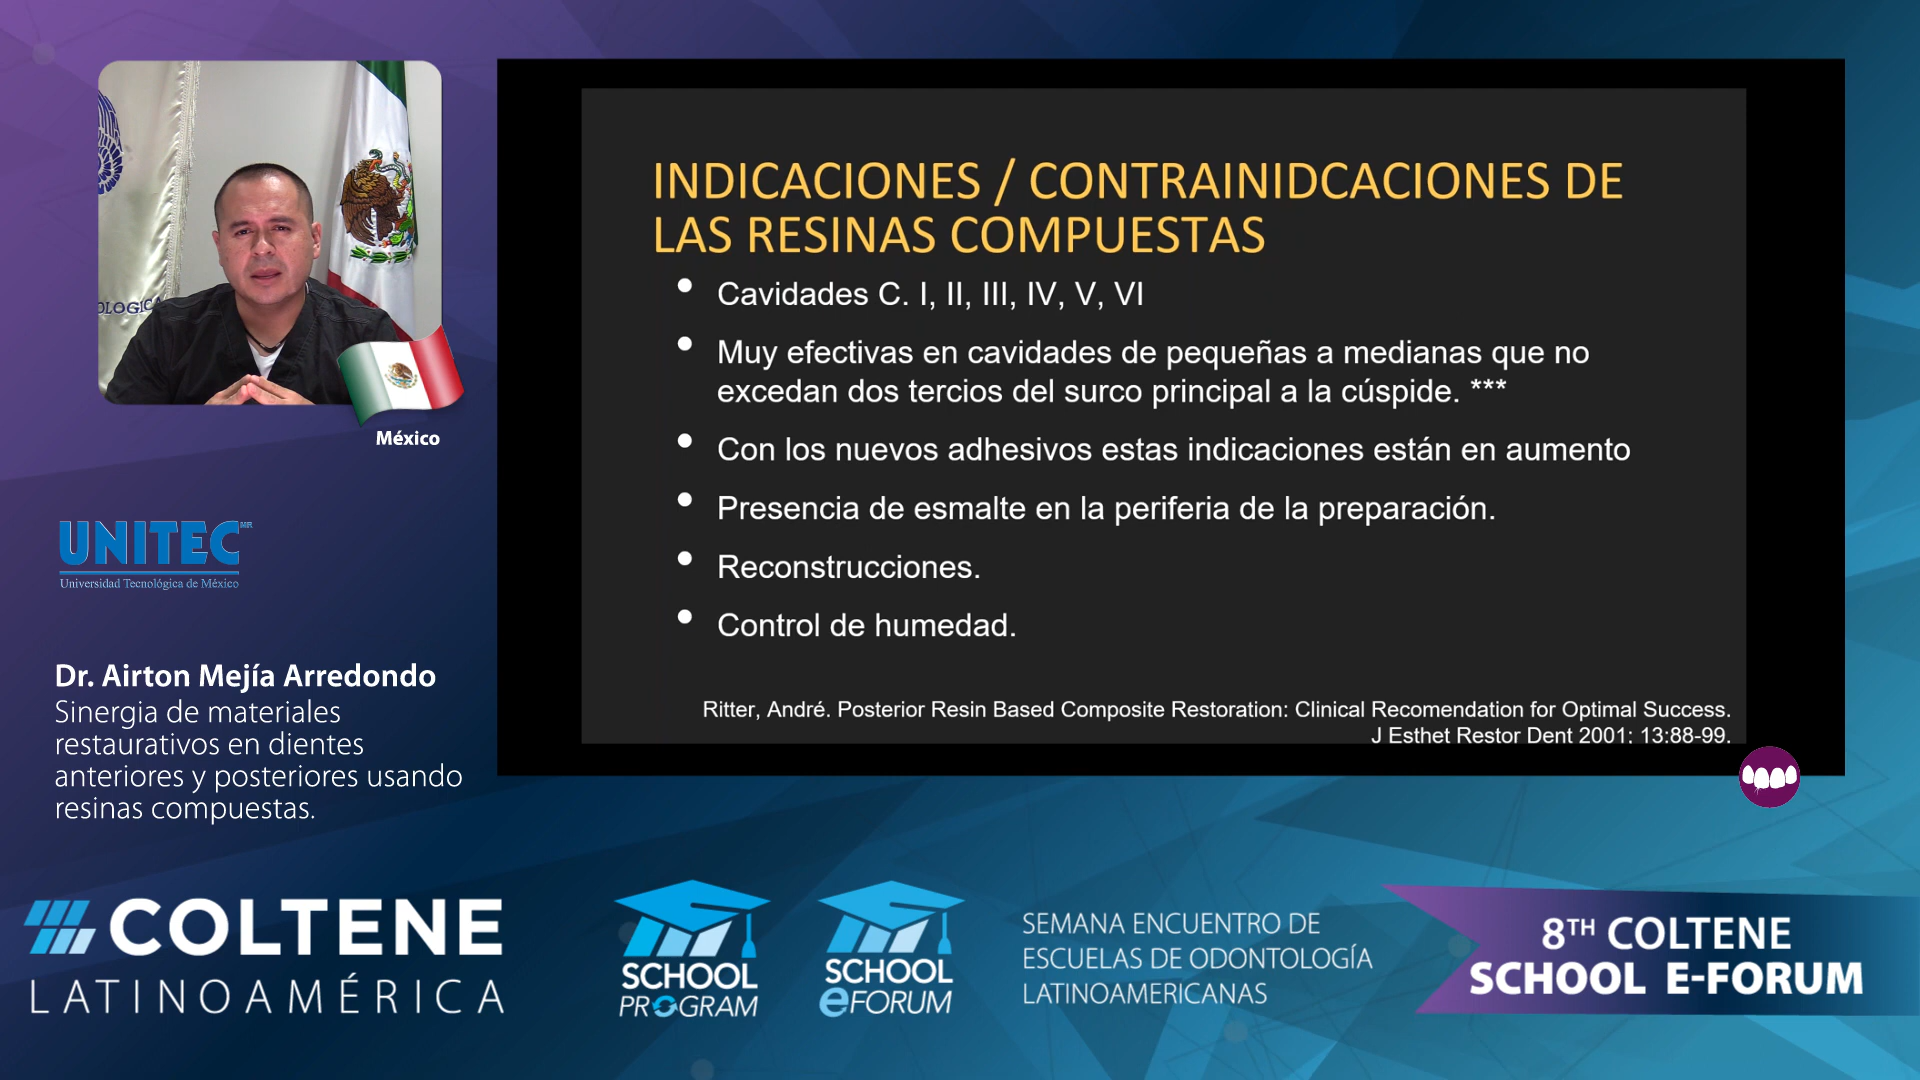 OLOGICA
México
UNITEC MR
Universidad Tecnológica de México
Dr. Airton Mejía Arredondo
Sinergia de materiales
restaurativos en dientes
anteriores y posteriores usando
resinas compuestas.
INDICACIONES / CONTRAINIDCACIONES DE
LAS RESINAS COMPUESTAS
• Cavidades C. I, II, III, IV, V, VI
• Muy efectivas en cavidades de pequeñas a medianas que no
excedan dos tercios del surco principal a la cúspide. ***
• Con los nuevos adhesivos estas indicaciones están en aumento
• Presencia de esmalte en la periferia de la preparación.
• Reconstrucciones.
• Control de humedad.
Ritter, André. Posterior Resin Based Composite Restoration: Clinical Recomendation for Optimal Success.
J Esthet Restor Dent 2001; 13:88-99.
COLTENE
LATINOAMÉRICA
SCHOOL
PROGRAM
SCHOOL
eFORUM
SEMANA ENCUENTRO DE
ESCUELAS DE ODONTOLOGÍA
LATINOAMERICANAS
8TH COLTENE
SCHOOL E-FORUM